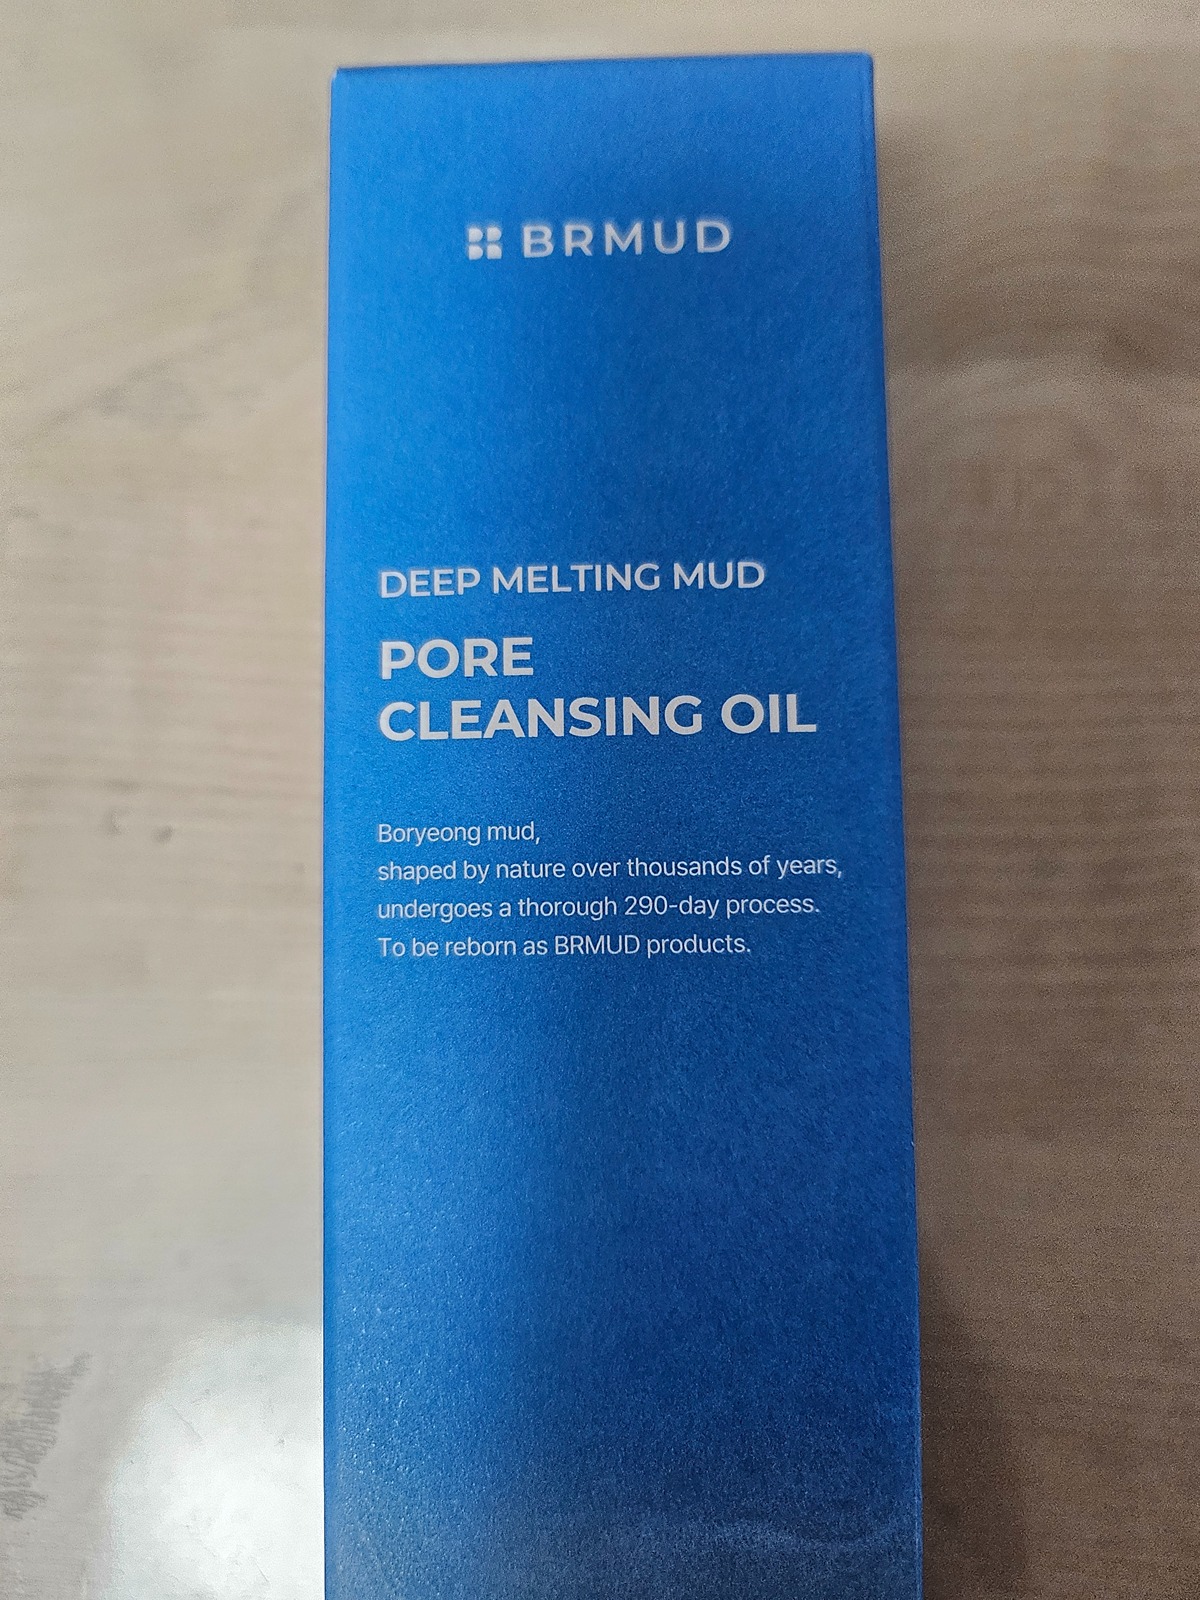 BRMUD
DEEP MELTING MUD
PORE
CLEANSING OIL
Boryeong mud,
shaped by nature over thousands of years,
undergoes a thorough 290-day process.
To be reborn as BRMUD products.